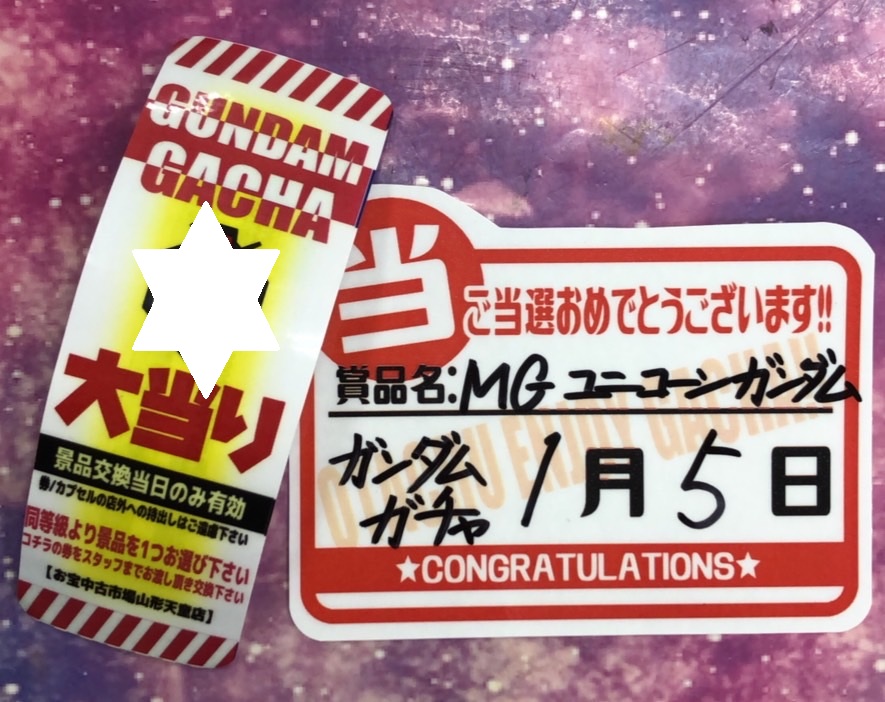 GUNDAM
GACHA
大当り
景品交換当日のみ有効
券/カプセルの店外への持出しはご遠慮下さい
同等級より景品を1つお選び下さい
コチラの券をスタッフまでお渡し頂き交換下さい
【お宝中古市場山形天童店】
当
ご当選おめでとうございます!!
賞品名:MG ユニコーンガンダム
ガンダム
ガチャ
1月5日
★CONGRATULATIONS★